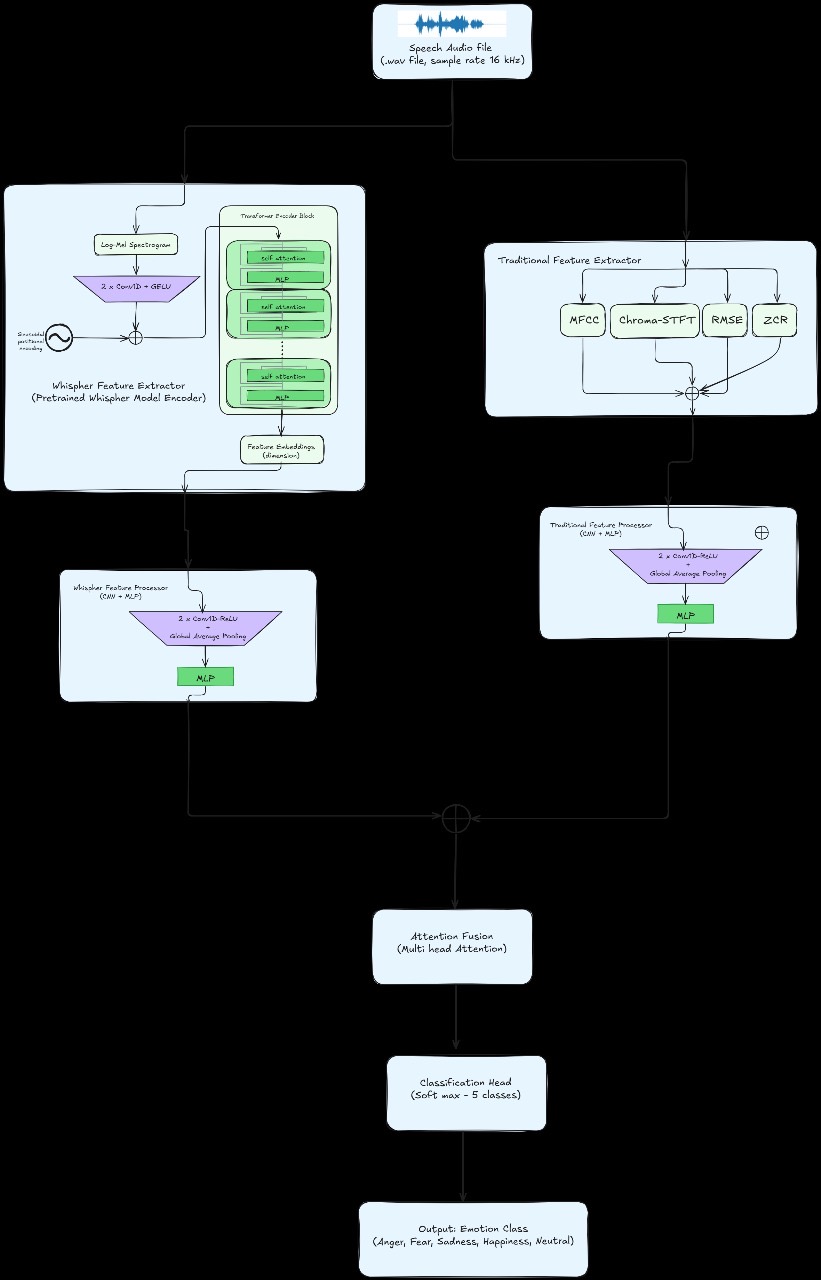 Speech Audio file
(.wav file, sample rate 16 kHz)
Log-Mel Spectrogram
2 x Conv1D + GELU
Sinusoidal
positional
encoding
Whispher Feature Extractor
(Pretrained Whispher Model Encoder)
Transformer Encoder Block
self attention
MLP
self attention
MLP
self attention
MLP
Feature Embeddings
(dimension)
Traditional Feature Extractor
MFCC
Chroma-STFT
RMSE
ZCR
Traditional Feature Processor
(CNN + MLP)
2 x Conv1D-ReLU
+
Global Average Pooling
MLP
Whispher Feature Processor
(CNN + MLP)
2 x Conv1D-ReLU
+
Global Average Pooling
MLP
Attention Fusion
(Multi head Attention)
Classification Head
(Soft max - 5 classes)
Output: Emotion Class
(Anger, Fear, Sadness, Happiness, Neutral)